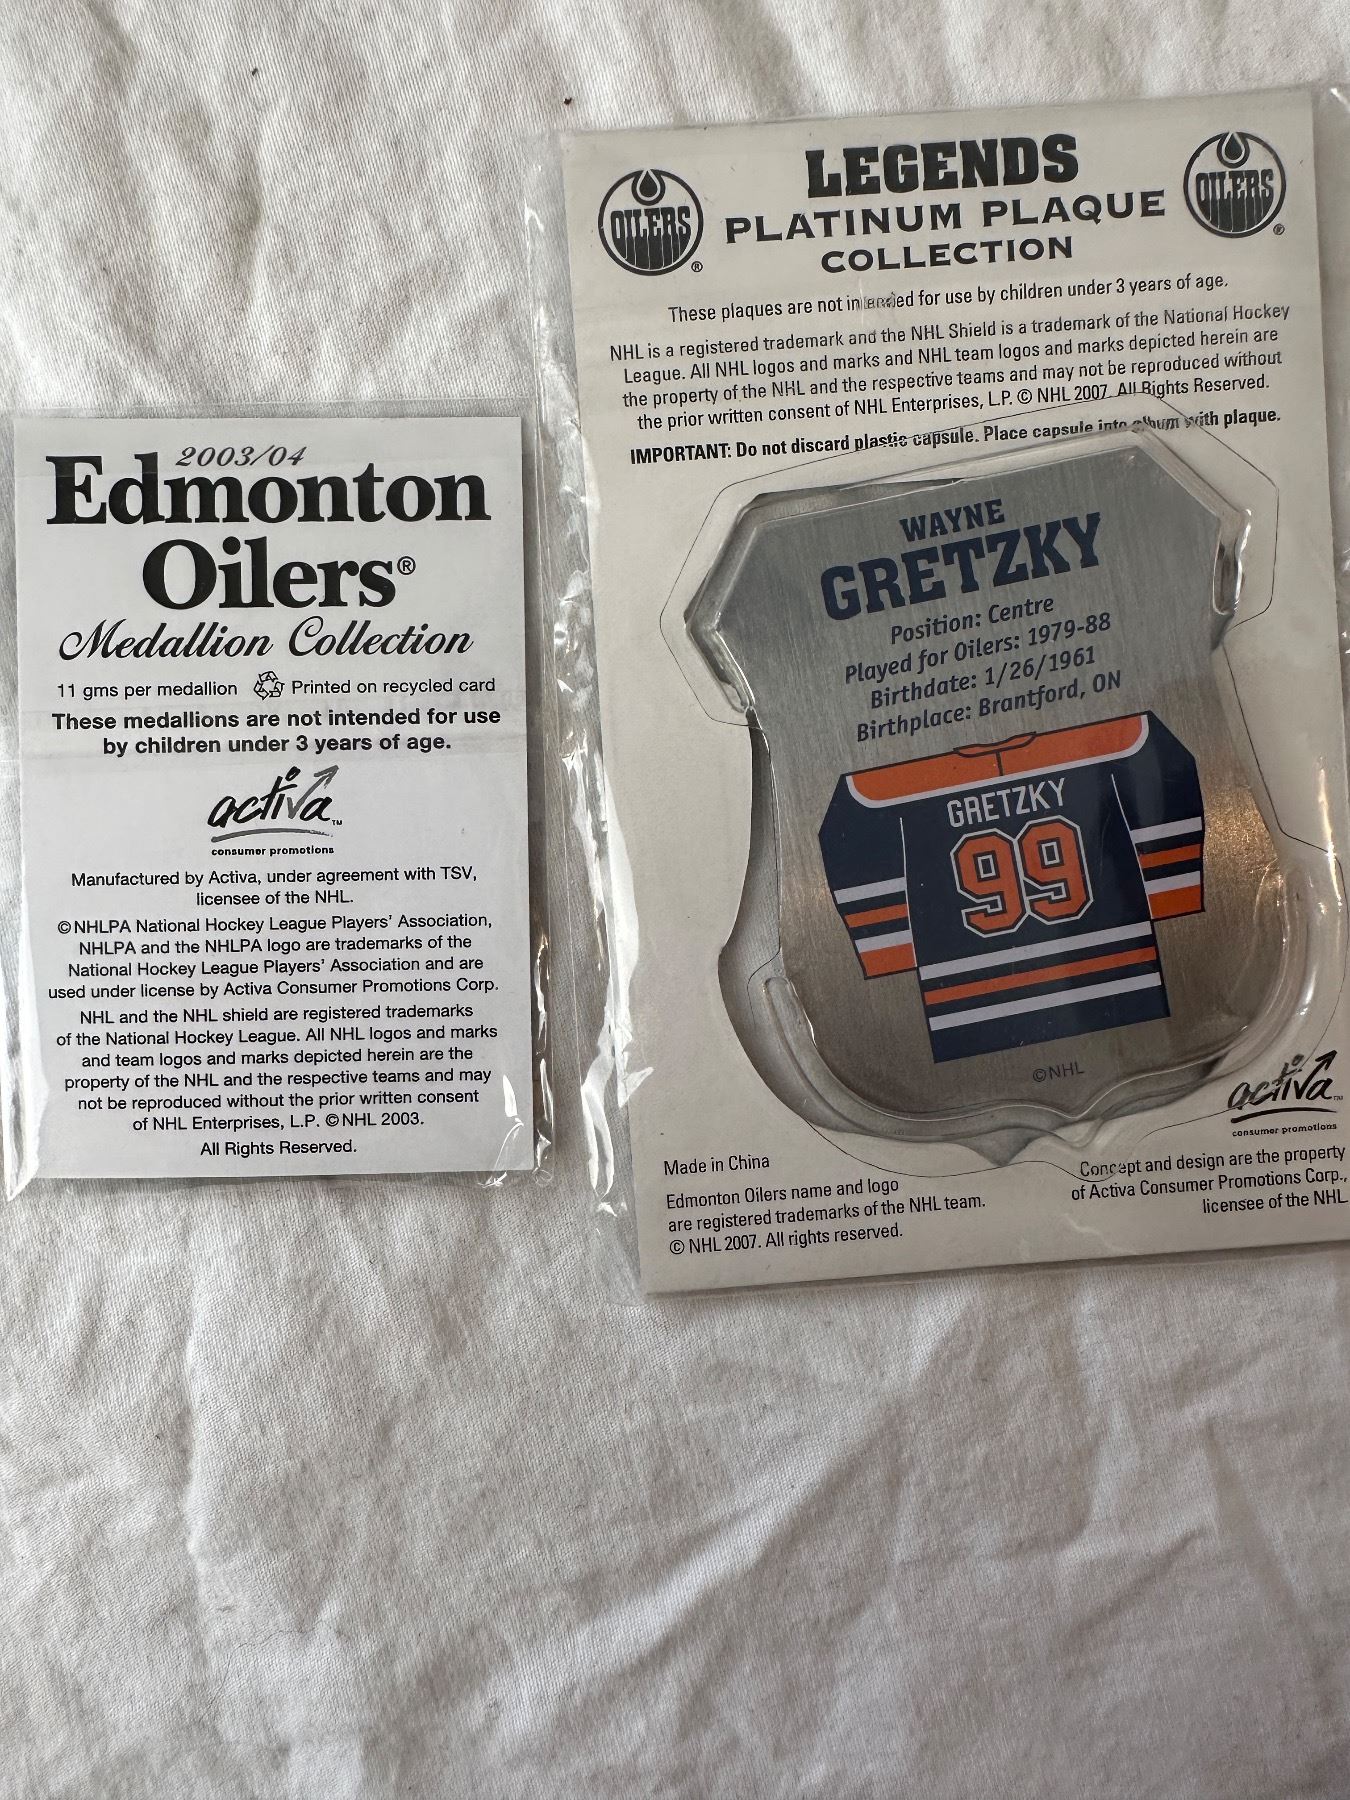 2003/04
Edmonton
Oilers®
Medallion Collection
11 gms per medallion Printed on recycled card
These medallions are not intended for use
by children under 3 years of age.
activa™
consumer promotions
Manufactured by Activa, under agreement with TSV,
licensee of the NHL.
©NHLPA National Hockey League Players' Association,
NHLPA and the NHLPA logo are trademarks of the
National Hockey League Players' Association and are
used under license by Activa Consumer Promotions Corp.
NHL and the NHL shield are registered trademarks
of the National Hockey League. All NHL logos and marks
and team logos and marks depicted herein are the
property of the NHL and the respective teams and may
not be reproduced without the prior written consent
of NHL Enterprises, L.P. © NHL 2003.
All Rights Reserved.
OILERS ®
LEGENDS
PLATINUM PLAQUE
COLLECTION
OILERS ®
These plaques are not intended for use by children under 3 years of age.
NHL is a registered trademark and the NHL Shield is a trademark of the National Hockey
League. All NHL logos and marks and NHL team logos and marks depicted herein are
the property of the NHL and the respective teams and may not be reproduced without
the prior written consent of NHL Enterprises, L.P. © NHL 2007. All Rights Reserved.
IMPORTANT: Do not discard plastic capsule. Place capsule into album with plaque.
WAYNE
GRETZKY
Position: Centre
Played for Oilers: 1979-88
Birthdate: 1/26/1961
Birthplace: Brantford, ON
GRETZKY
99
©NHL
activa™
consumer promotions
Made in China
Edmonton Oilers name and logo
are registered trademarks of the NHL team.
© NHL 2007. All rights reserved.
Concept and design are the property
of Activa Consumer Promotions Corp.,
licensee of the NHL